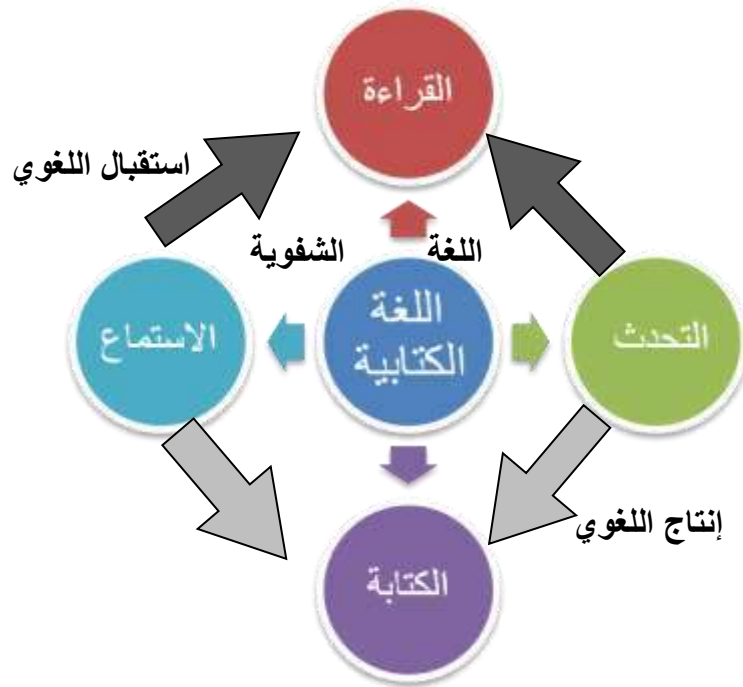 القراءة
استقبال اللغوي
اللغة
الشفوية
التحدث
اللغة
الكتابية
الاستماع
إنتاج اللغوي
الكتابة